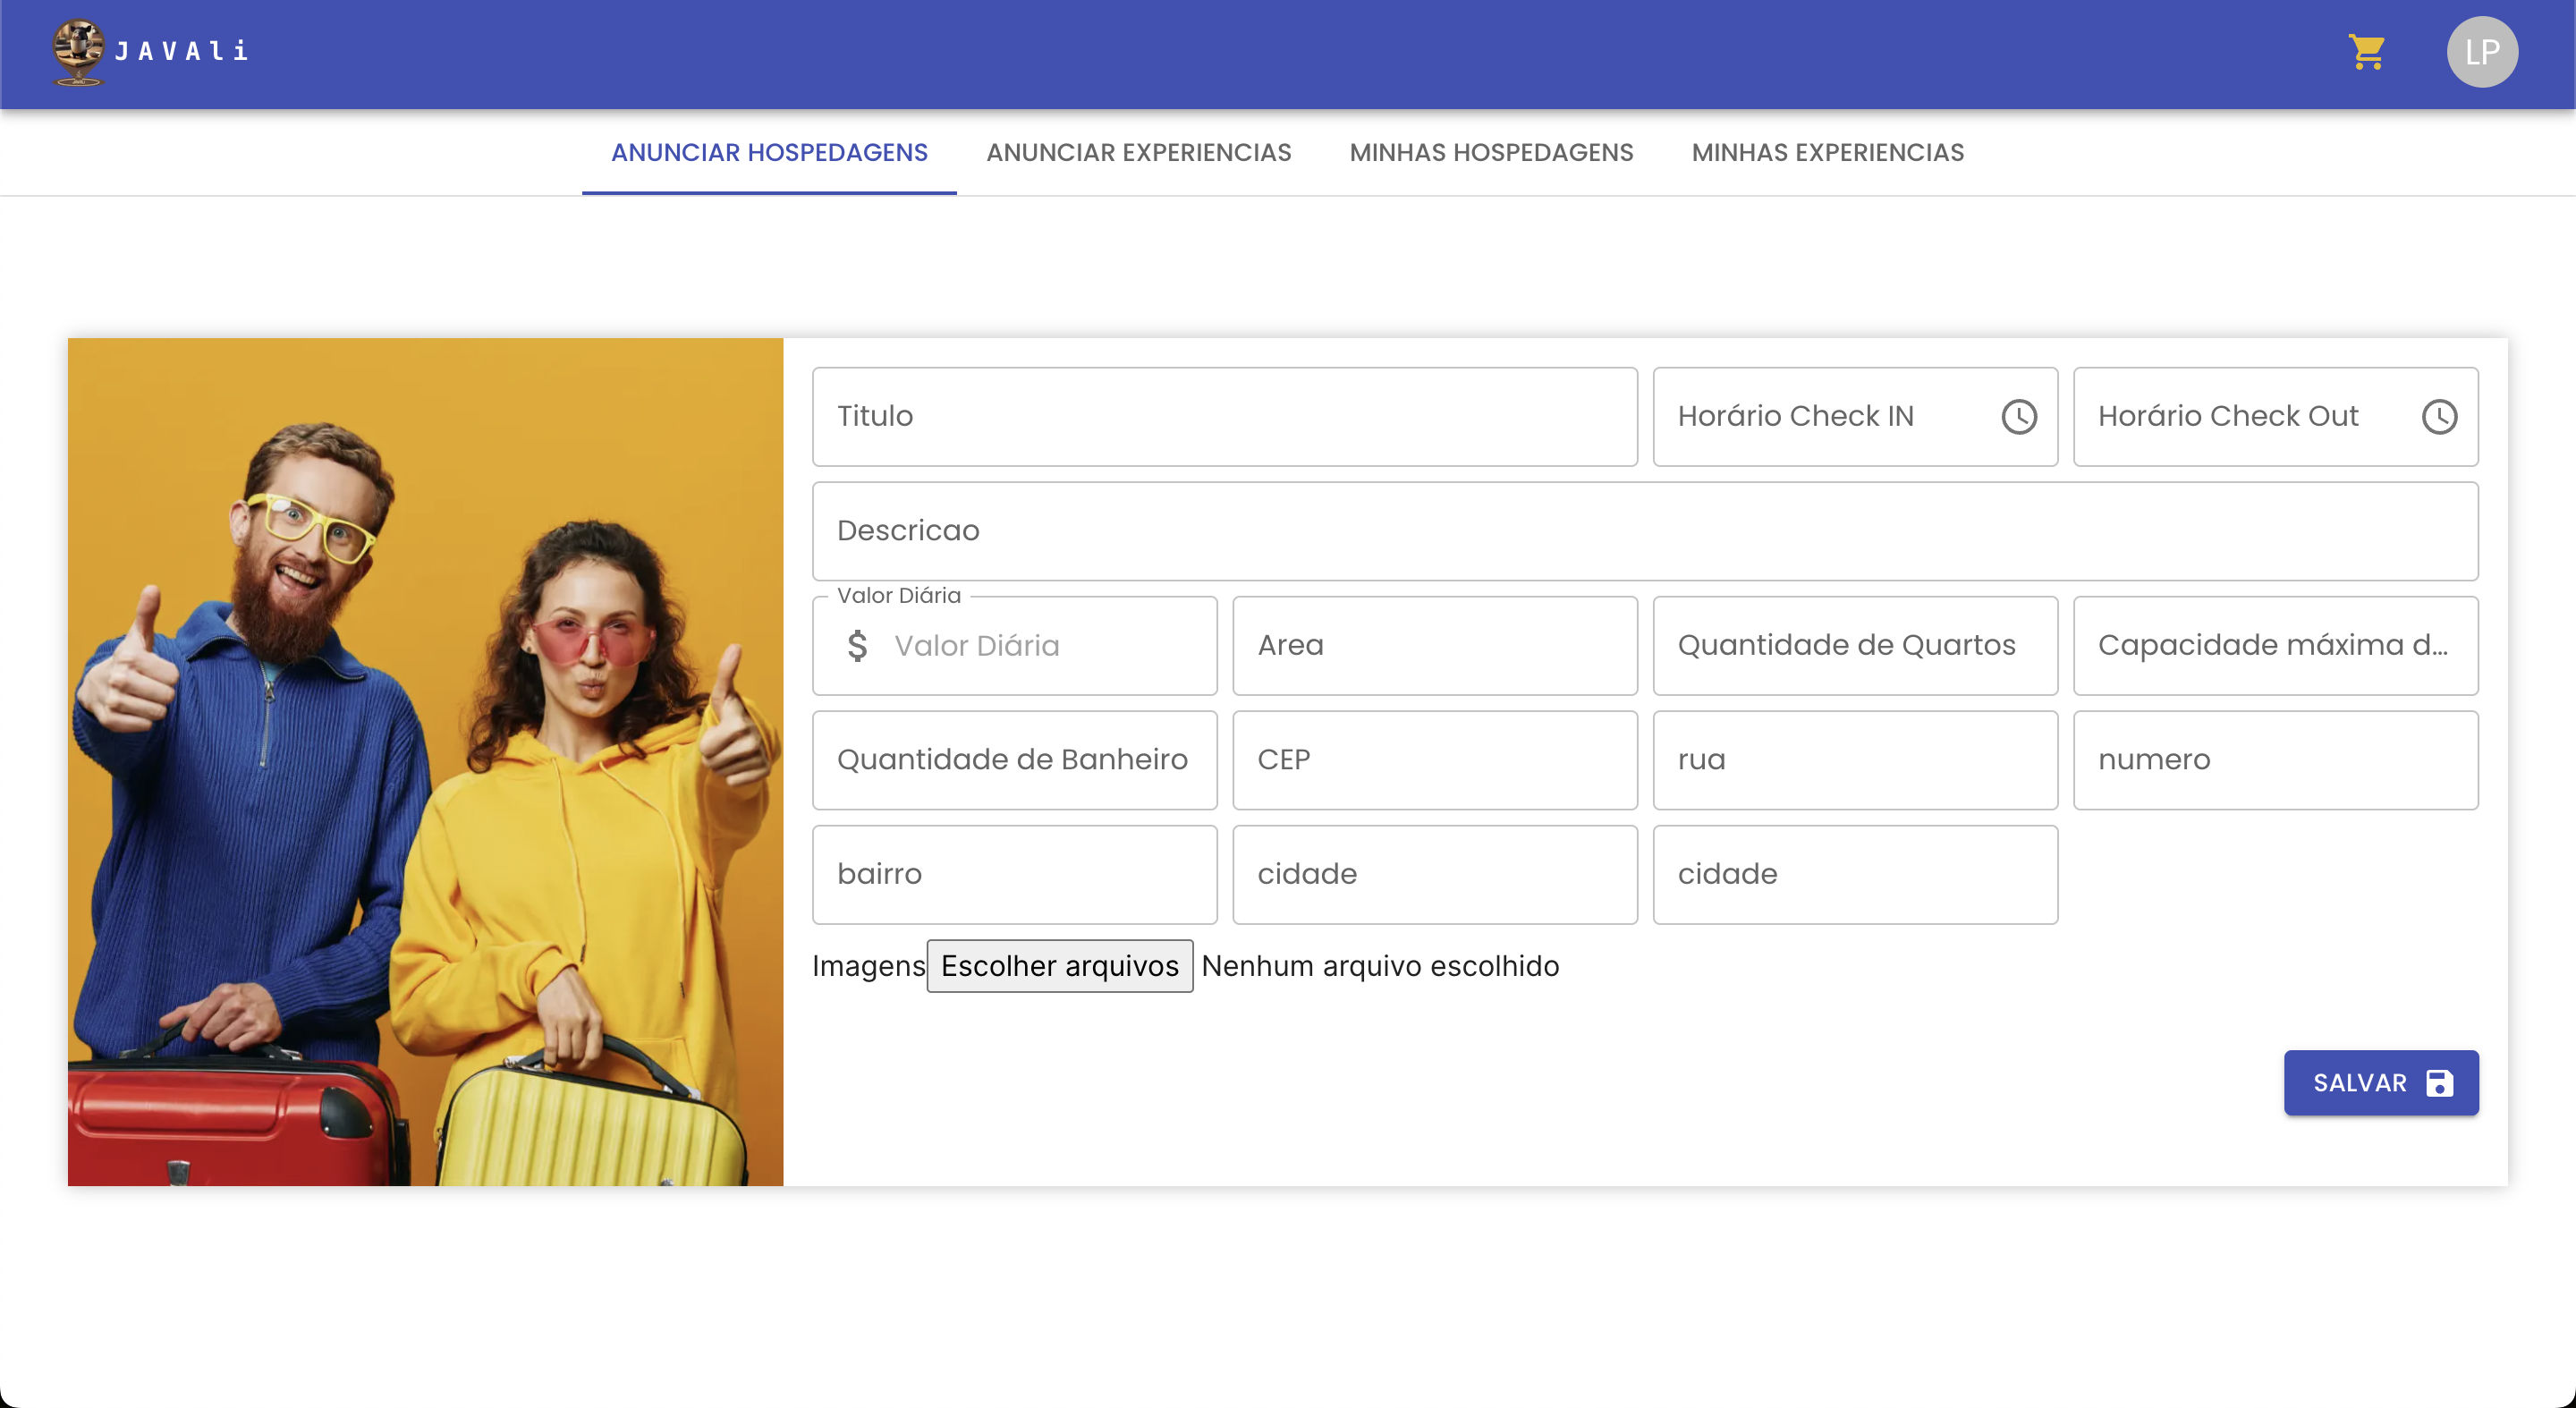 JAVAli
LP
ANUNCIAR HOSPEDAGENS ANUNCIAR EXPERIENCIAS MINHAS HOSPEDAGENS MINHAS EXPERIENCIAS
Titulo Horário Check IN Horário Check Out
Descricao
Valor Diária
$ Valor Diária Area Quantidade de Quartos Capacidade máxima d...
Quantidade de Banheiro CEP rua numero
bairro cidade cidade
Imagens Escolher arquivos Nenhum arquivo escolhido
SALVAR